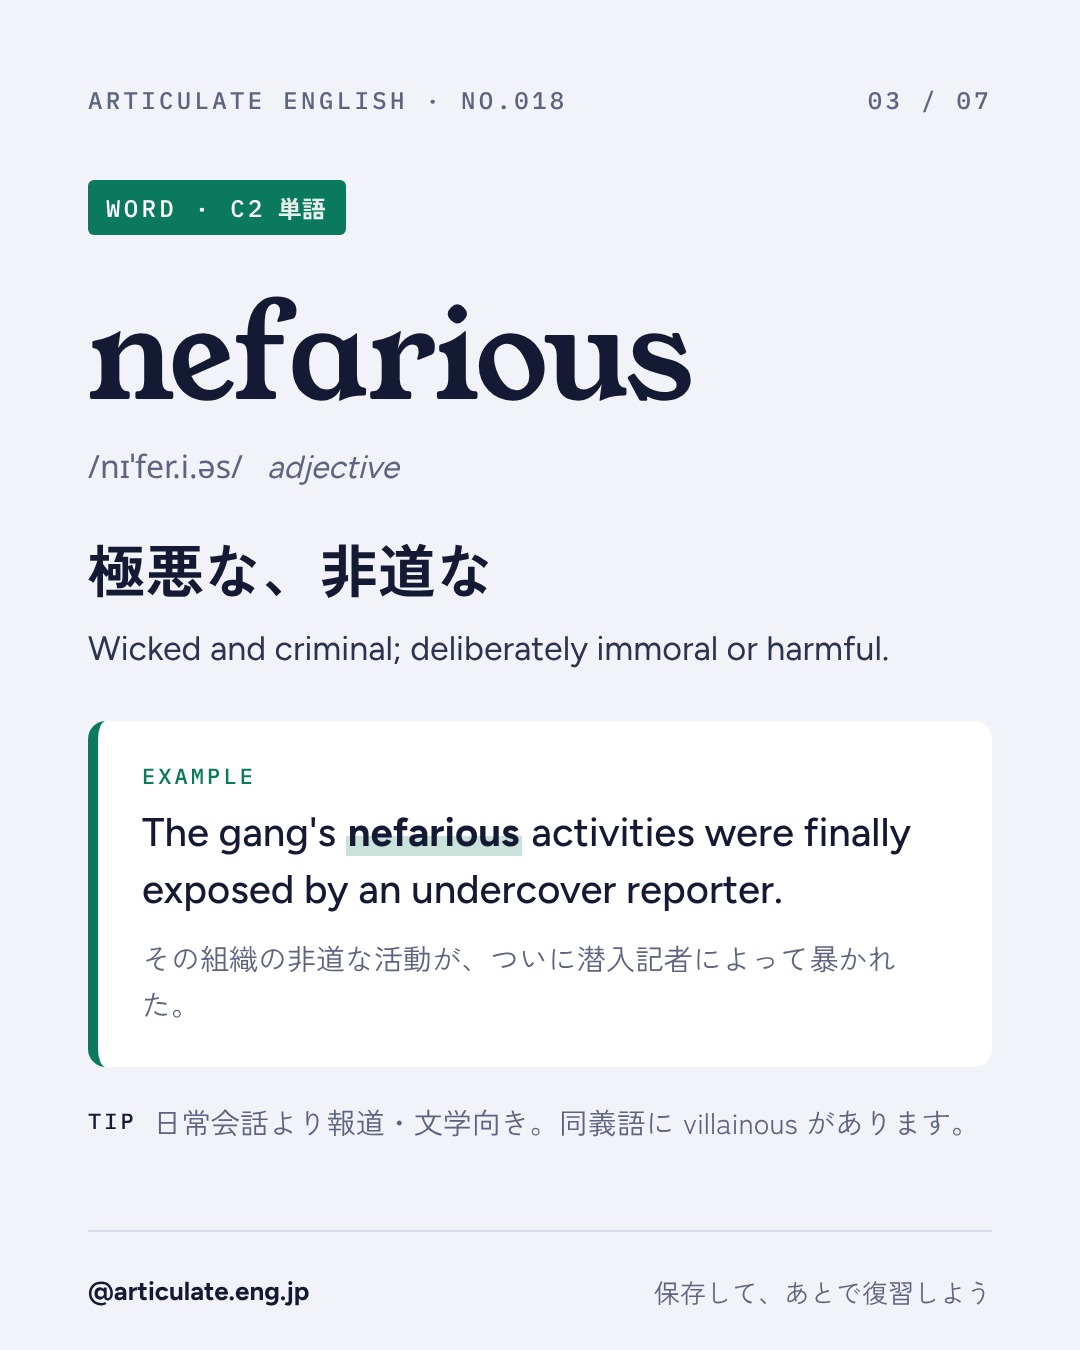 ARTICULATE ENGLISH · NO.018
03 / 07
WORD · C2 単語
nefarious
/nɪˈfer.i.əs/ adjective
極悪な、非道な
Wicked and criminal; deliberately immoral or harmful.
EXAMPLE
The gang's nefarious activities were finally
exposed by an undercover reporter.
その組織の非道な活動が、ついに潜入記者によって暴かれ
た。
TIP 日常会話より報道・文学向き。同義語に villainous があります。
@articulate.eng.jp
保存して、あとで復習しよう